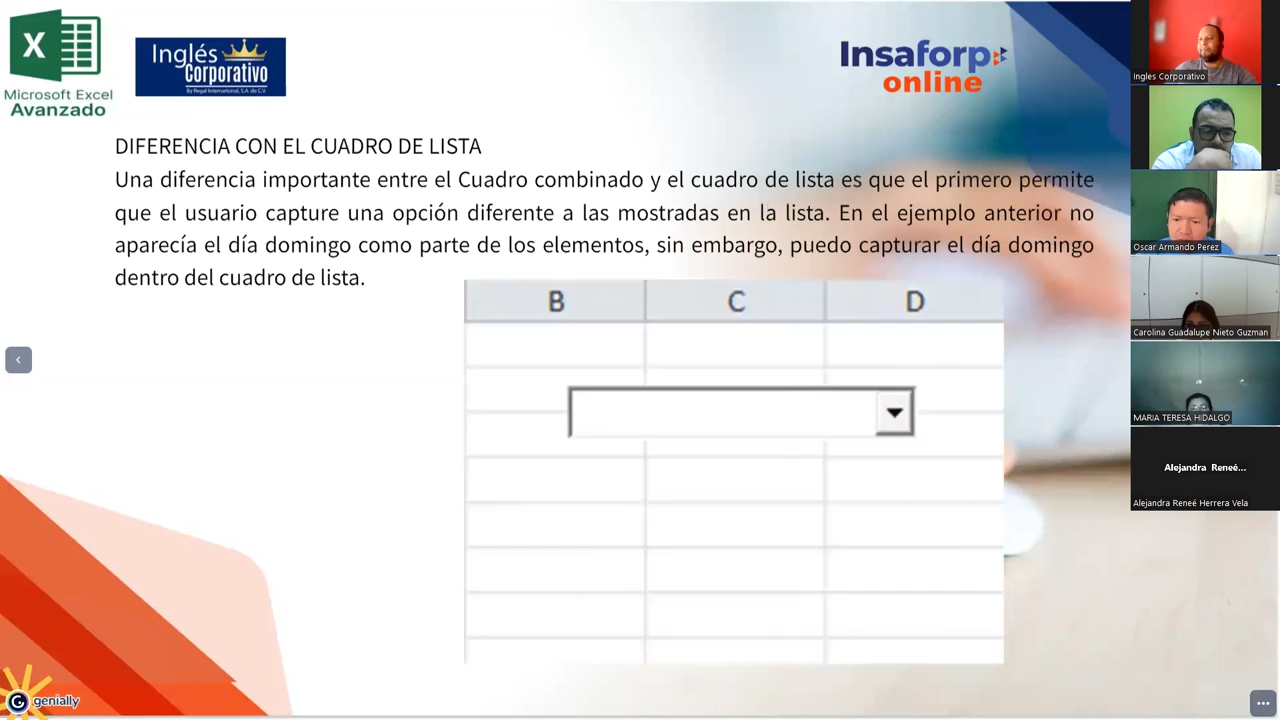 Microsoft Excel
Avanzado
Inglés
Corporativo
By Regal International, S.A. de C.V.
Insaforp
online
DIFERENCIA CON EL CUADRO DE LISTA
Una diferencia importante entre el Cuadro combinado y el cuadro de lista es que el primero permite
que el usuario capture una opción diferente a las mostradas en la lista. En el ejemplo anterior no
aparecía el día domingo como parte de los elementos, sin embargo, puedo capturar el día domingo
dentro del cuadro de lista.
B C D
genially
Ingles Corporativo
Oscar Armando Perez
Carolina Guadalupe Nieto Guzman
MARIA TERESA HIDALGO
Alejandra Reneé...
Alejandra Reneé Herrera Vela